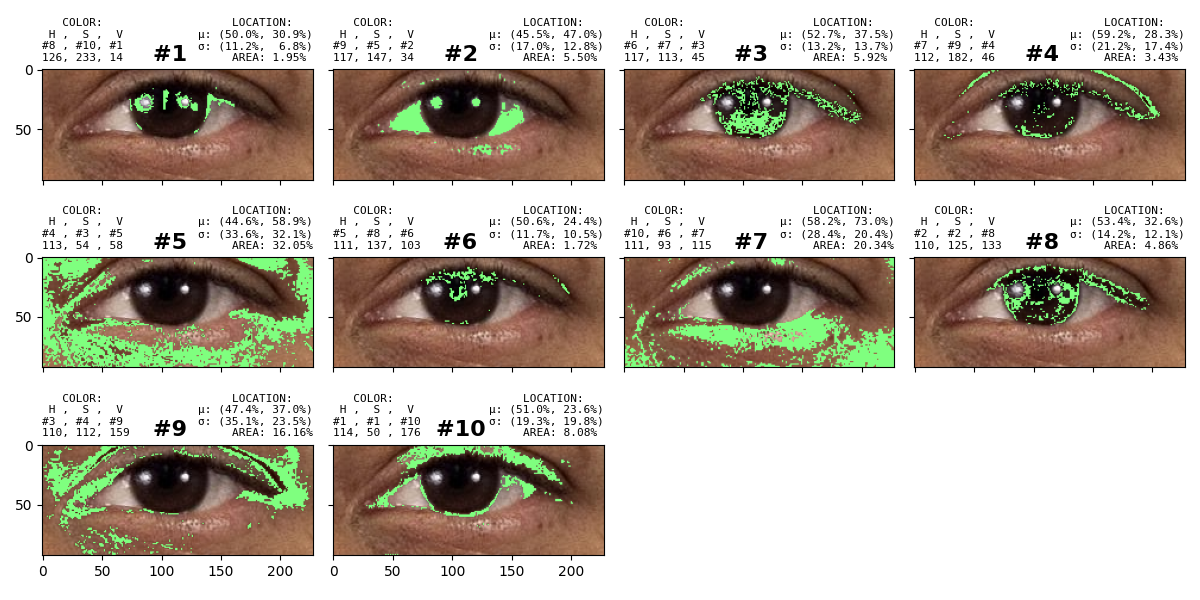 COLOR: LOCATION: COLOR: LOCATION: COLOR: LOCATION: COLOR: LOCATION:
H , S , V μ: (50.0%, 30.9%) H , S , V μ: (45.5%, 47.0%) H , S , V μ: (52.7%, 37.5%) H , S , V μ: (59.2%, 28.3%)
#8 , #10, #1 #1 σ: (11.2%, 6.8%) #9 , #5 , #2 #2 σ: (17.0%, 12.8%) #6 , #7 , #3 #3 σ: (13.2%, 13.7%) #7 , #9 , #4 #4 σ: (21.2%, 17.4%)
126, 233, 14 AREA: 1.95% 117, 147, 34 AREA: 5.50% 117, 113, 45 AREA: 5.92% 112, 182, 46 AREA: 3.43%
0
50
COLOR: LOCATION: COLOR: LOCATION: COLOR: LOCATION: COLOR: LOCATION:
H , S , V μ: (44.6%, 58.9%) H , S , V μ: (50.6%, 24.4%) H , S , V μ: (58.2%, 73.0%) H , S , V μ: (53.4%, 32.6%)
#4 , #3 , #5 #5 σ: (33.6%, 32.1%) #5 , #8 , #6 #6 σ: (11.7%, 10.5%) #10, #6 , #7 #7 σ: (28.4%, 20.4%) #2 , #2 , #8 #8 σ: (14.2%, 12.1%)
113, 54 , 58 AREA: 32.05% 111, 137, 103 AREA: 1.72% 111, 93 , 115 AREA: 20.34% 110, 125, 133 AREA: 4.86%
0
50
COLOR: LOCATION: COLOR: LOCATION:
H , S , V μ: (47.4%, 37.0%) H , S , V μ: (51.0%, 23.6%)
#3 , #4 , #9 #9 σ: (35.1%, 23.5%) #1 , #1 , #10 #10 σ: (19.3%, 19.8%)
110, 112, 159 AREA: 16.16% 114, 50 , 176 AREA: 8.08%
0
50
0 50 100 150 200 0 50 100 150 200